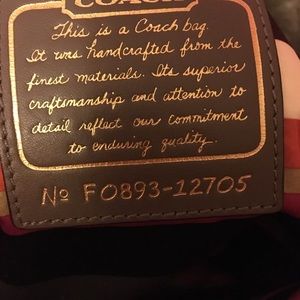 COACH
This is a Coach bag.
It was handcrafted from the
finest materials. Its superior
craftsmanship and attention to
detail reflect our commitment
to enduring quality.
No F0893-12705